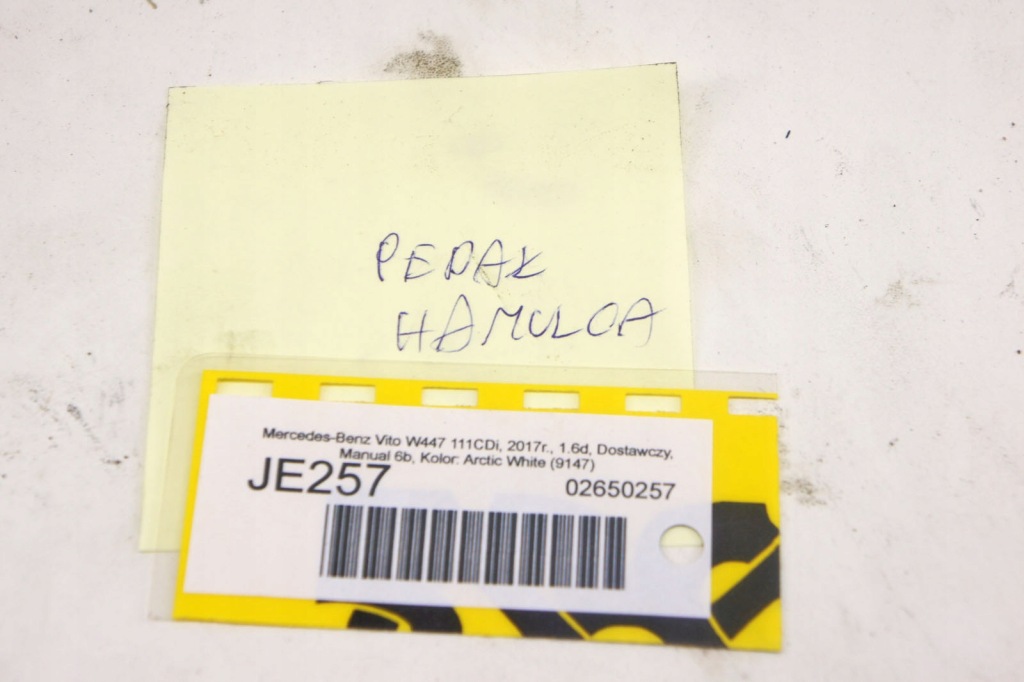 PEDAŁ
HAMULCA
Mercedes-Benz Vito W447 111CDi, 2017r., 1.6d, Dostawczy,
Manual 6b, Kolor: Arctic White (9147)
JE257 02650257